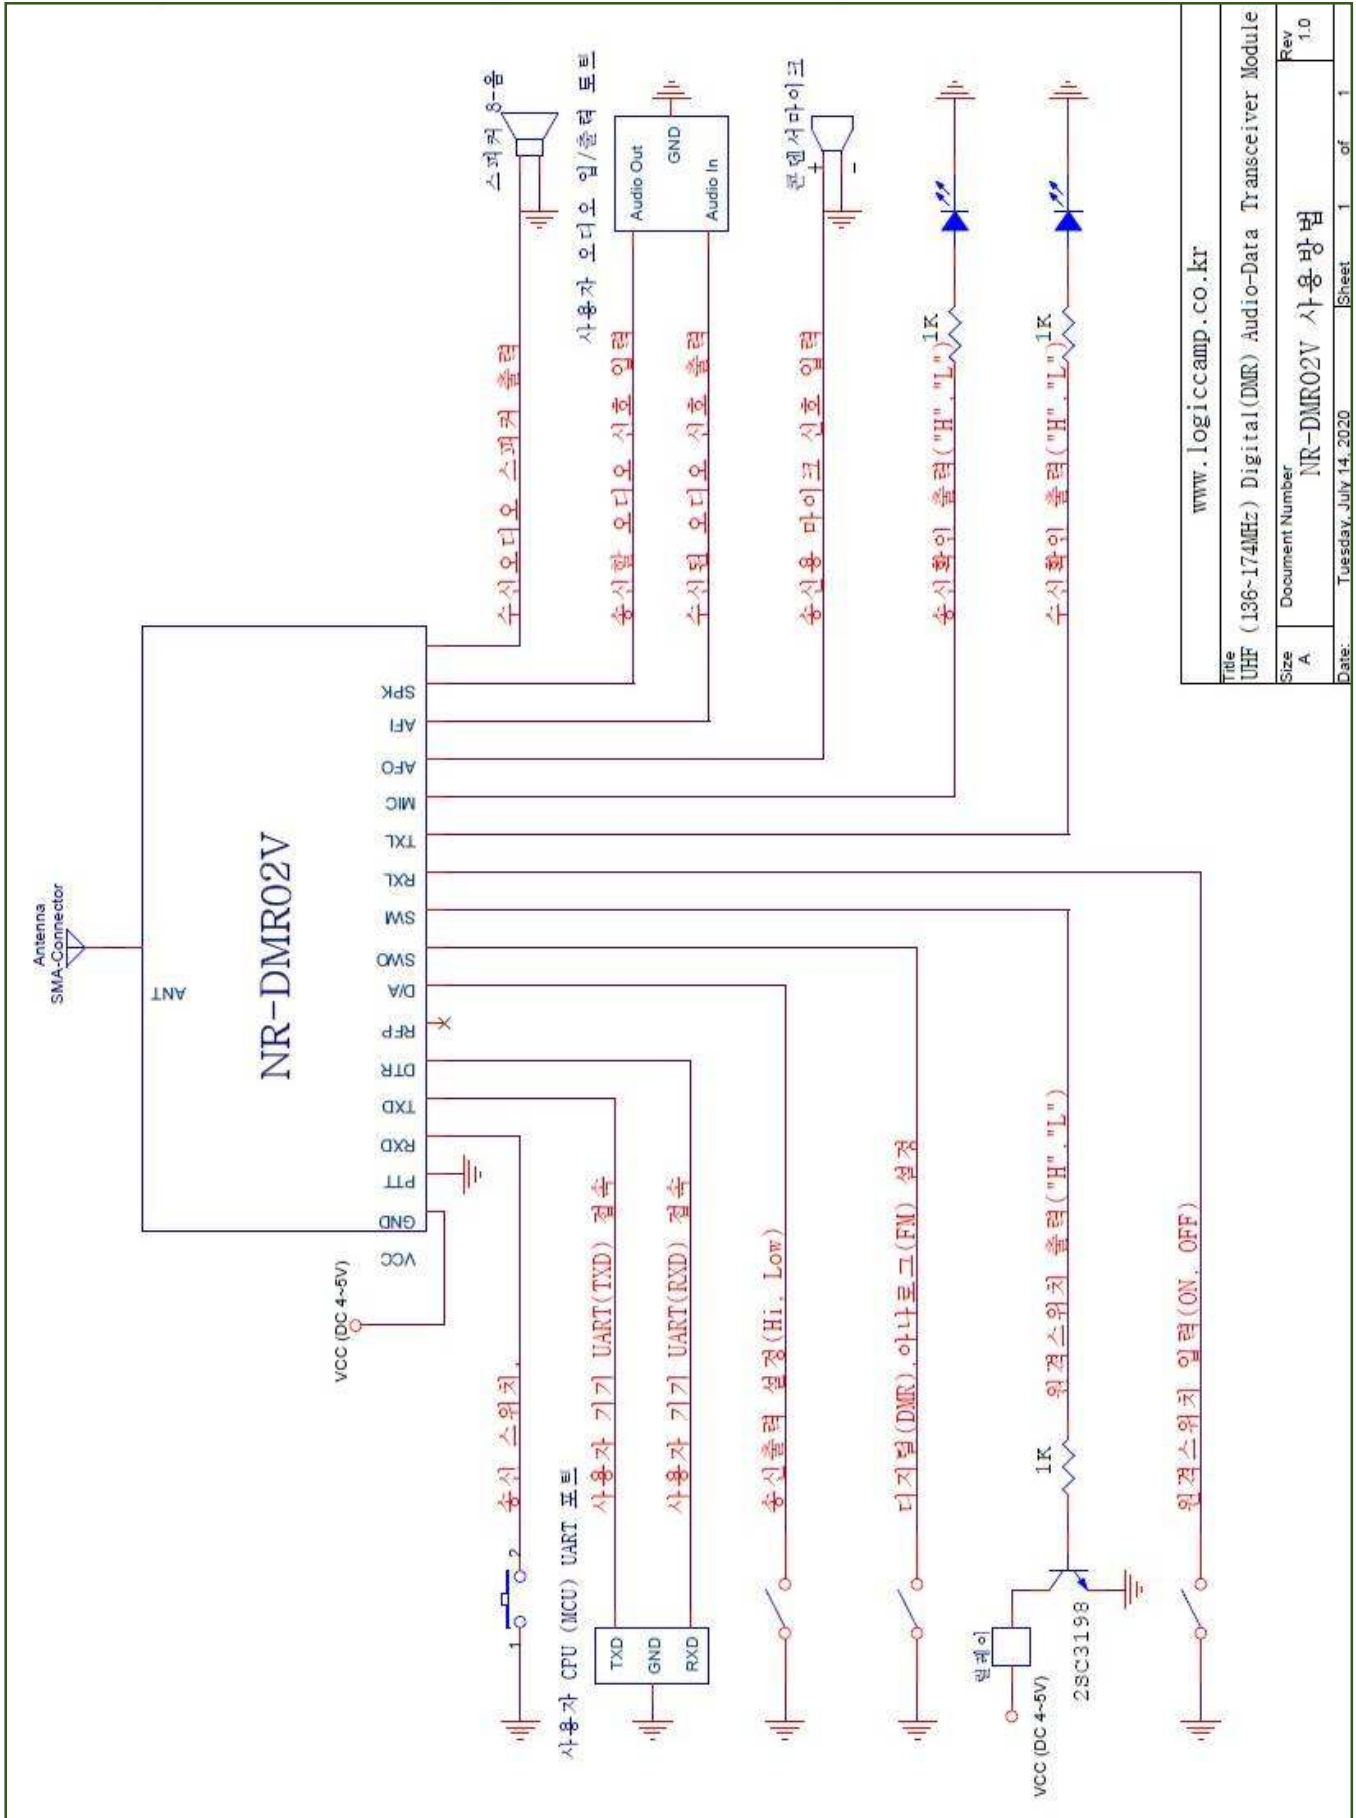 Antenna
SMA-Connector
ANT
NR-DMR02V
VCC
GND
PTT
RXD
TXD
DTR
RFP
D/A
SWO
SWI
RXL
TXL
MIC
AFO
AFI
SPK
VCC (DC 4~5V)
송신 스위치
1
2
사용자 CPU (MCU) UART 포트
TXD
GND
RXD
사용자 기기 UART(TXD) 접속
사용자 기기 UART(RXD) 접속
송신출력 설정(Hi, Low)
디지털(DMR),아나로그(FM) 설정
릴레이
VCC (DC 4~5V)
2SC3198
1K
원격스위치 출력("H","L")
원격스위치 입력(ON, OFF)
수신오디오 스피커 출력
스피커 8-옴
사용자 오디오 입/출력 포트
송신할 오디오 신호 입력
수신된 오디오 신호 출력
Audio Out
GND
Audio In
송신용 마이크 신호 입력
콘덴서마이크
+
-
송신확인 출력("H","L")
1K
수신확인 출력("H","L")
1K
www.logiccamp.co.kr
Title
UHF (136~174MHz) Digital(DMR) Audio-Data Transceiver Module
Size
A
Document Number
NR-DMR02V 사용방법
Rev
1.0
Date: Tuesday, July 14, 2020 Sheet 1 of 1